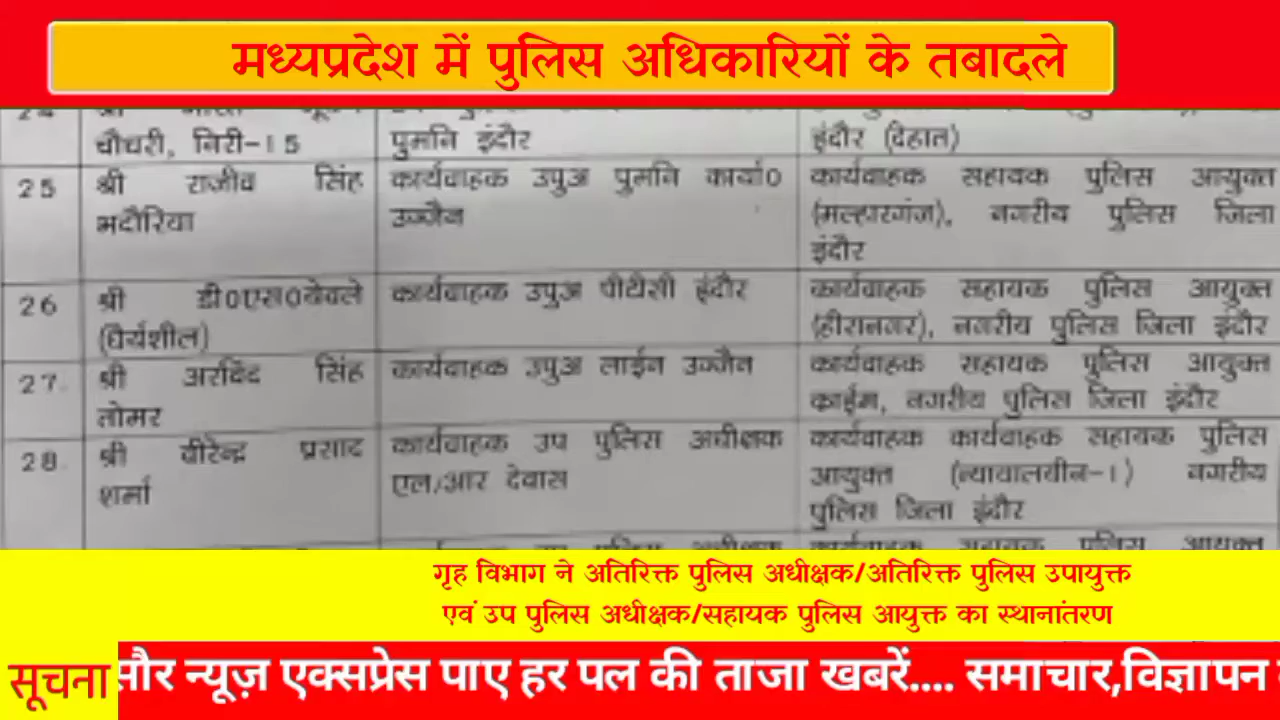 मध्यप्रदेश में पुलिस अधिकारियों के तबादले
चौधरी, निरी-15
पुमनि इंदौर
इंदौर (देहात)
25 श्री राजीव सिंह कार्यवाहक उपुअ पुमनि कार्या0 कार्यवाहक सहायक पुलिस आयुक्त
भदौरिया उज्जैन (मल्हारगंज), नगरीय पुलिस जिला
इंदौर
26 श्री डी0एस0येवले कार्यवाहक उपुअ पीटीसी इंदौर कार्यवाहक सहायक पुलिस आयुक्त
(धैर्यशील) (हीरानगर), नगरीय पुलिस जिला इंदौर
27. श्री अरविंद सिंह कार्यवाहक उपुअ लाईन उज्जैन कार्यवाहक सहायक पुलिस आयुक्त
तोमर क्राईम, नगरीय पुलिस जिला इंदौर
28. श्री वीरेन्द्र प्रसाद कार्यवाहक उप पुलिस अधीक्षक कार्यवाहक कार्यवाहक सहायक पुलिस
शर्मा एल/आर देवास आयुक्त (न्यायालयीन-1) नगरीय
पुलिस जिला इंदौर
गृह विभाग ने अतिरिक्त पुलिस अधीक्षक/अतिरिक्त पुलिस उपायुक्त
एवं उप पुलिस अधीक्षक/सहायक पुलिस आयुक्त का स्थानांतरण
सूचना न्यूज़ एक्सप्रेस पाए हर पल की ताजा खबरें.... समाचार,विज्ञापन